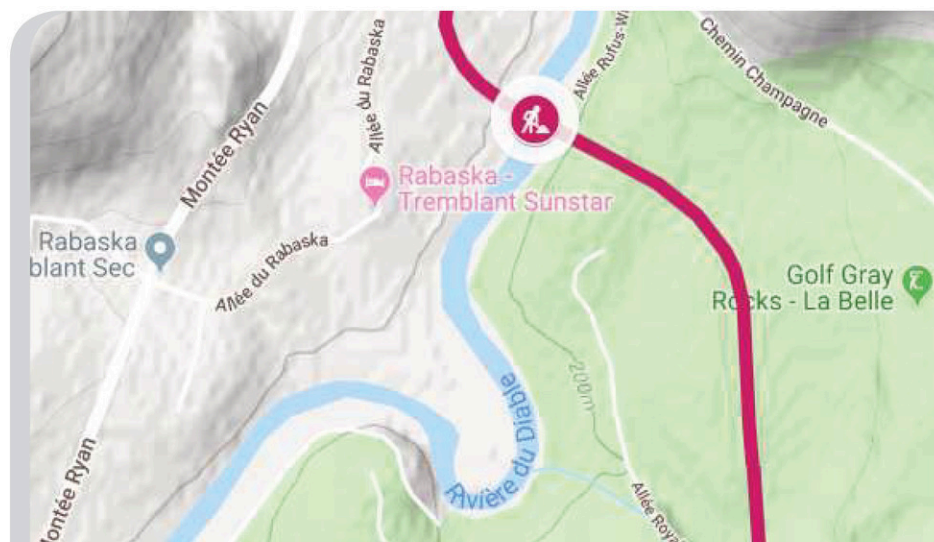 Allée du Rabaska
Allée Rufus-W
Chemin Champagne
Montée Ryan
Rabaska -
Tremblant Sunstar
Rabaska
blant Sec
Allée du Rabaska
Golf Gray
Rocks - La Belle
200m
Rivière du Diable
Montée Ryan
Allée Roya